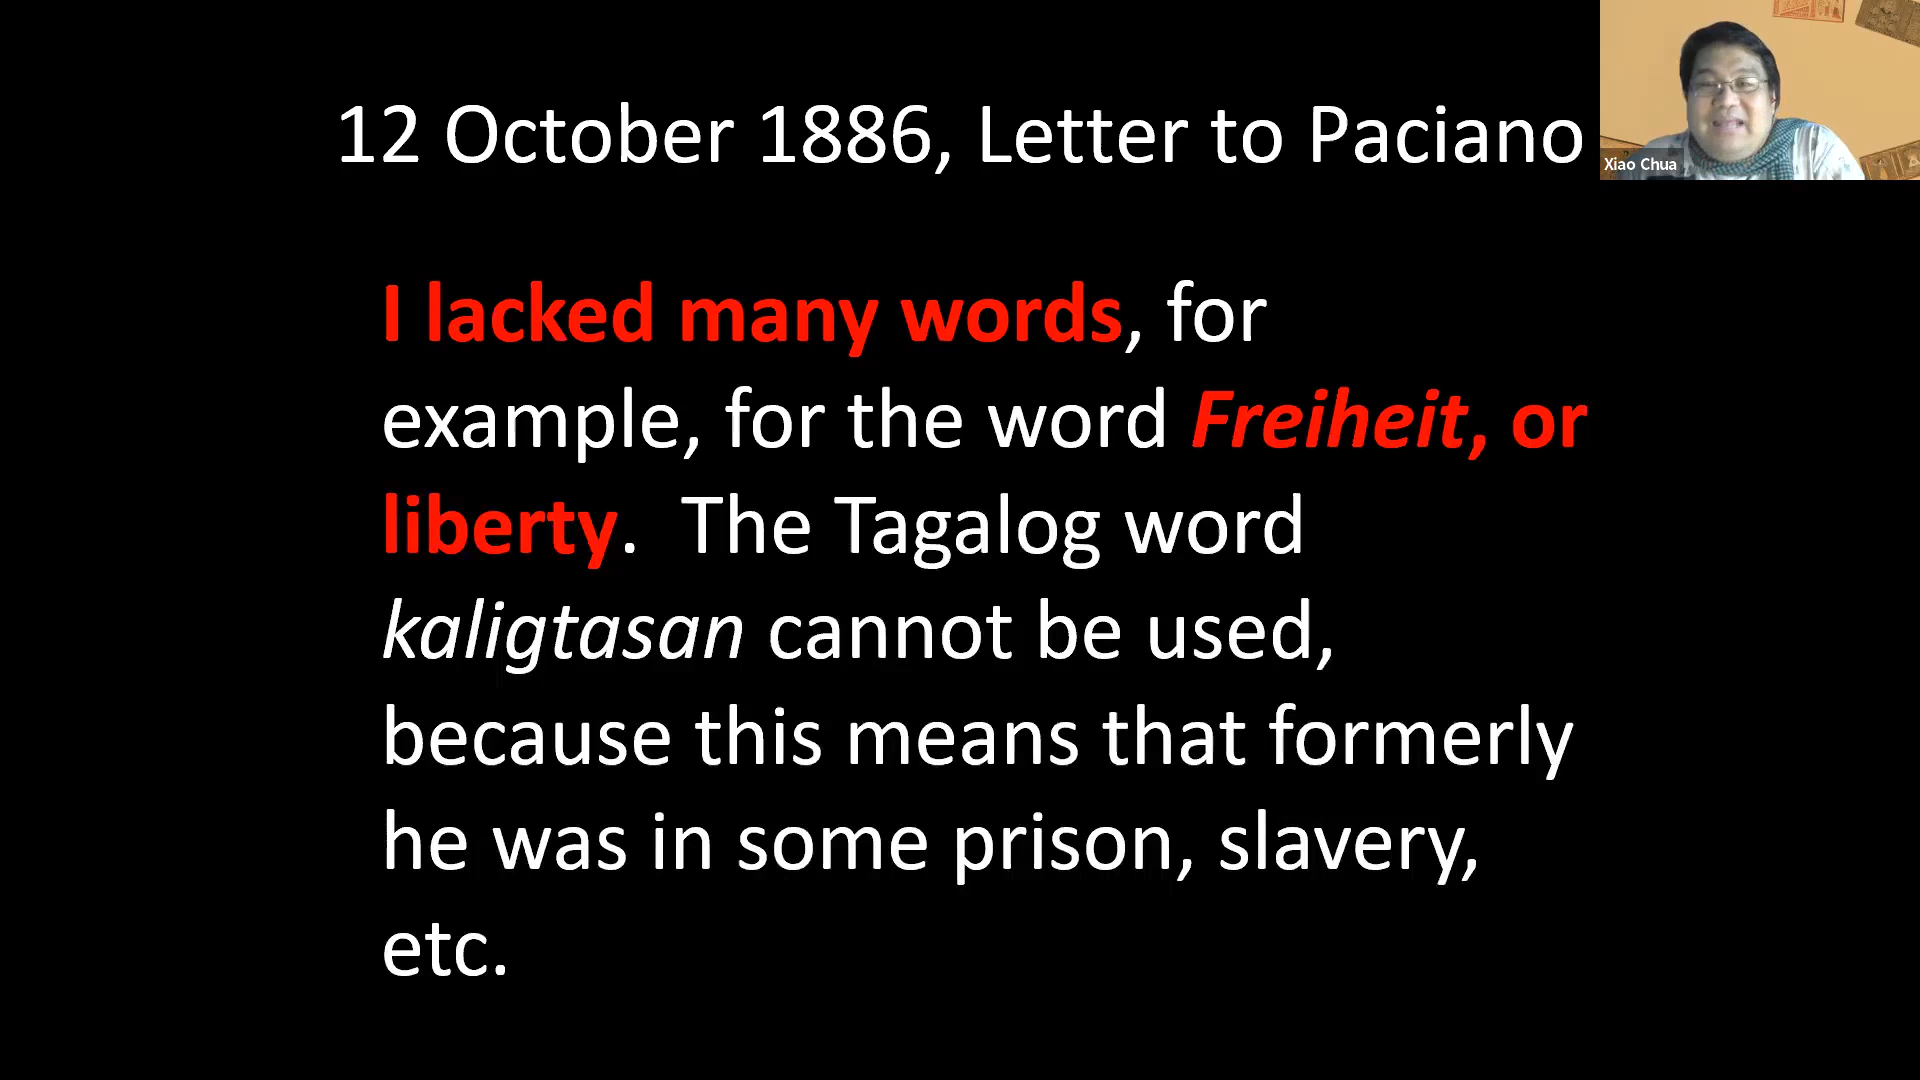 12 October 1886, Letter to Paciano
Xiao Chua
I lacked many words, for
example, for the word Freiheit, or
liberty. The Tagalog word
kaligtasan cannot be used,
because this means that formerly
he was in some prison, slavery,
etc.